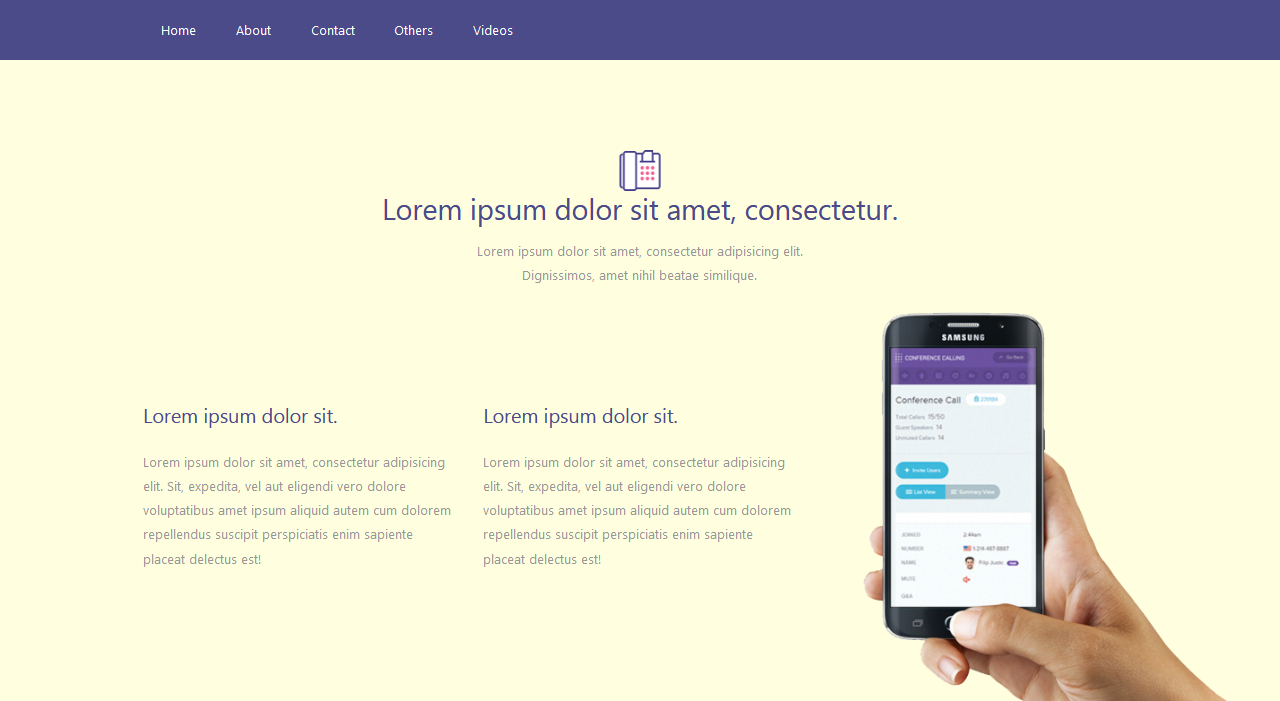 Home About Contact Others Videos
Lorem ipsum dolor sit amet, consectetur.
Lorem ipsum dolor sit amet, consectetur adipisicing elit.
Dignissimos, amet nihil beatae similique.
Lorem ipsum dolor sit.
Lorem ipsum dolor sit amet, consectetur adipisicing
elit. Sit, expedita, vel aut eligendi vero dolore
voluptatibus amet ipsum aliquid autem cum dolorem
repellendus suscipit perspiciatis enim sapiente
placeat delectus est!
Lorem ipsum dolor sit.
Lorem ipsum dolor sit amet, consectetur adipisicing
elit. Sit, expedita, vel aut eligendi vero dolore
voluptatibus amet ipsum aliquid autem cum dolorem
repellendus suscipit perspiciatis enim sapiente
placeat delectus est!
SAMSUNG
CONFERENCE CALLING Go Back
Conference Call
Total Callers 15/50
Guest Speakers 14
Unmuted Callers 14
Invite Users
List View Summary View
JOINED 2:44am
NUMBER
NAME Filip Justic
MUTE
Q&A